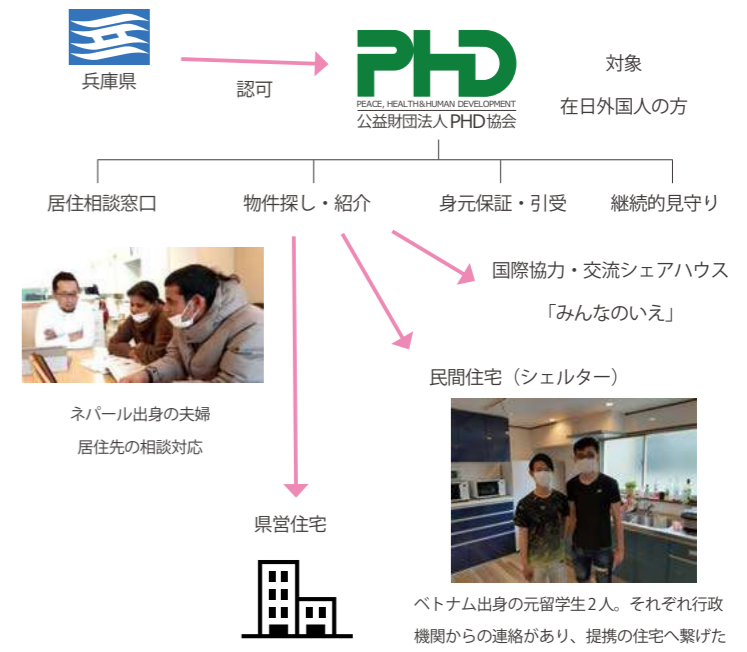 兵庫県
認可
PHD
PEACE, HEALTH&HUMAN DEVELOPMENT
公益財団法人PHD協会
対象
在日外国人の方
居住相談窓口
物件探し・紹介
身元保証・引受
継続的見守り
国際協力・交流シェアハウス
「みんなのいえ」
民間住宅（シェルター）
ネパール出身の夫婦
居住先の相談対応
県営住宅
ベトナム出身の元留学生2人。それぞれ行政
機関からの連絡があり、提携の住宅へ繋げた